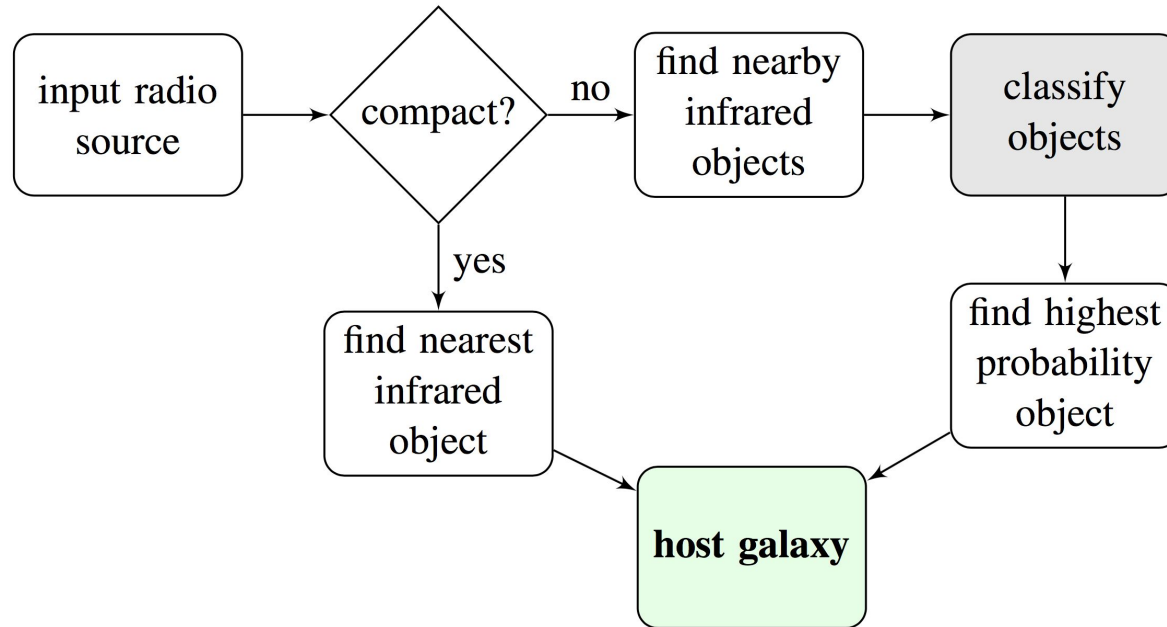 input radio
source
compact?
no
find nearby
infrared
objects
classify
objects
yes
find nearest
infrared
object
find highest
probability
object
host galaxy